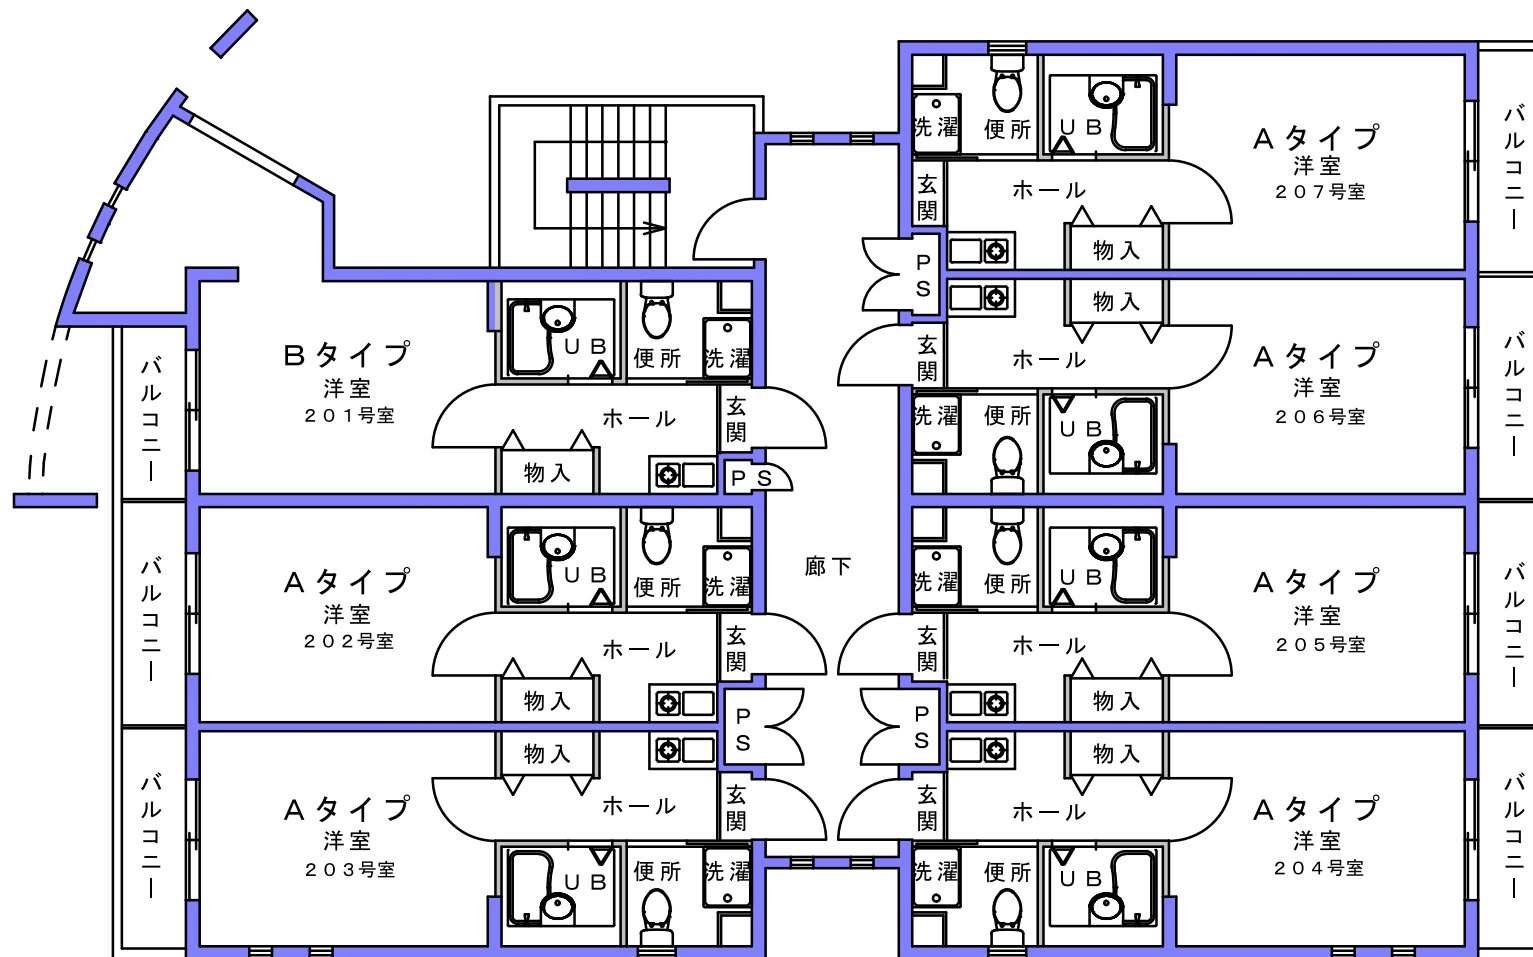 洗濯
便所
UB
Aタイプ
洋室
207号室
バルコニー
玄関
ホール
物入
PS
物入
玄関
ホール
Aタイプ
洋室
206号室
バルコニー
洗濯
便所
UB
Bタイプ
洋室
201号室
バルコニー
UB
便所
洗濯
ホール
玄関
物入
PS
Aタイプ
洋室
202号室
バルコニー
UB
便所
洗濯
ホール
玄関
物入
PS
廊下
洗濯
便所
UB
Aタイプ
洋室
205号室
バルコニー
玄関
ホール
物入
PS
物入
ホール
玄関
Aタイプ
洋室
203号室
バルコニー
UB
便所
洗濯
物入
玄関
ホール
Aタイプ
洋室
204号室
バルコニー
洗濯
便所
UB